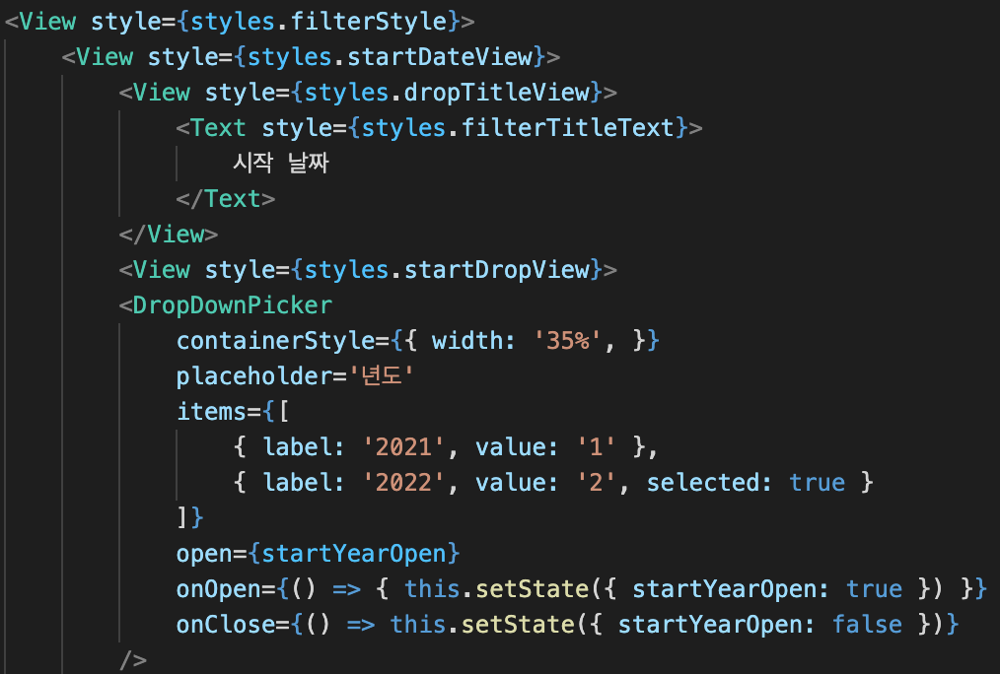 <View style={styles.filterStyle}>
<View style={styles.startDateView}>
<View style={styles.dropTitleView}>
<Text style={styles.filterTitleText}>
시작 날짜
</Text>
</View>
<View style={styles.startDropView}>
<DropDownPicker
containerStyle={{ width: '35%', }}
placeholder='년도'
items={[
{ label: '2021', value: '1' },
{ label: '2022', value: '2', selected: true }
]}
open={startYearOpen}
onOpen={() => { this.setState({ startYearOpen: true }) }}
onClose={() => this.setState({ startYearOpen: false })}
/>